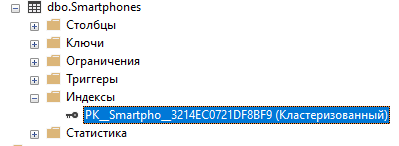 dbo.Smartphones
Столбцы
Ключи
Ограничения
Триггеры
Индексы
PK__Smartpho__3214EC0721DF8BF9 (Кластеризованный)
Статистика